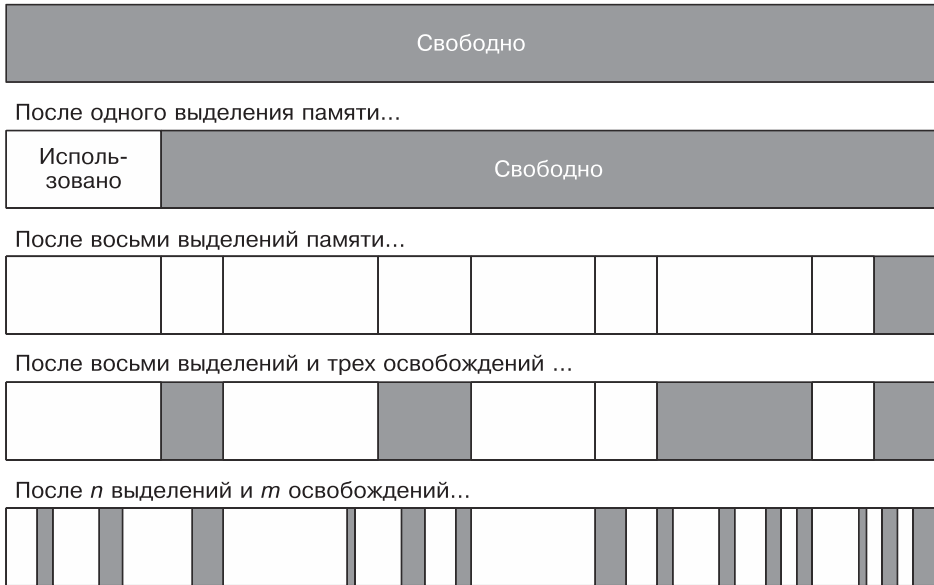 Свободно
После одного выделения памяти...
Исполь-
зовано
Свободно
После восьми выделений памяти...
После восьми выделений и трех освобождений ...
После n выделений и m освобождений...